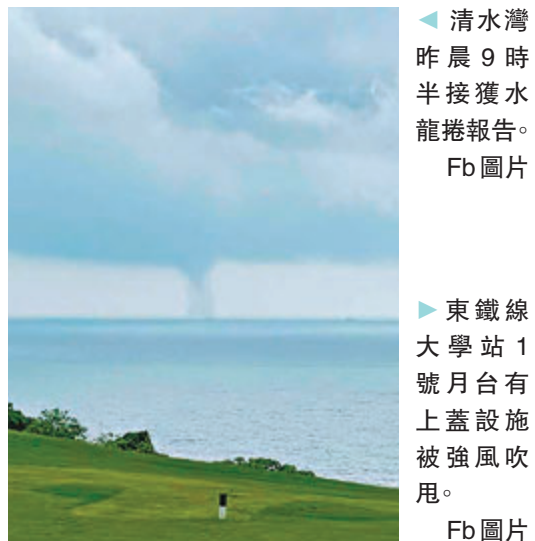 ◀ 清水灣
昨晨9時
半接獲水
龍捲報告。
Fb圖片
▶ 東鐵線
大學站1
號月台有
上蓋設施
被強風吹
甩。
Fb圖片